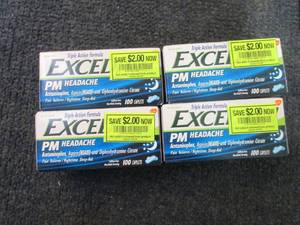 Triple Action Formula
EXCE
SAVE $2.00 NOW
PM HEADACHE
Acetaminophen, Aspirin (NSAID) and Diphenhydramine Citrate
Pain Reliever / Nighttime Sleep-Aid
100 CAPLETS
Triple Action Formula
EXCEL
SAVE $2.00 NOW
PM HEADACHE
Acetaminophen, Aspirin (NSAID) and Diphenhydramine Citrate
Pain Reliever / Nighttime Sleep-Aid
100 CAPLETS
Triple Action Formula
EXCE
SAVE $2.00 NOW
PM HEADACHE
Acetaminophen, Aspirin (NSAID) and Diphenhydramine Citrate
Pain Reliever / Nighttime Sleep-Aid
100 CAPLETS
Triple Action Formula
EXCE
SAVE $2.00 NOW
PM HEADACHE
Acetaminophen, Aspirin (NSAID) and Diphenhydramine Citrate
Pain Reliever / Nighttime Sleep-Aid
100 CAPLETS